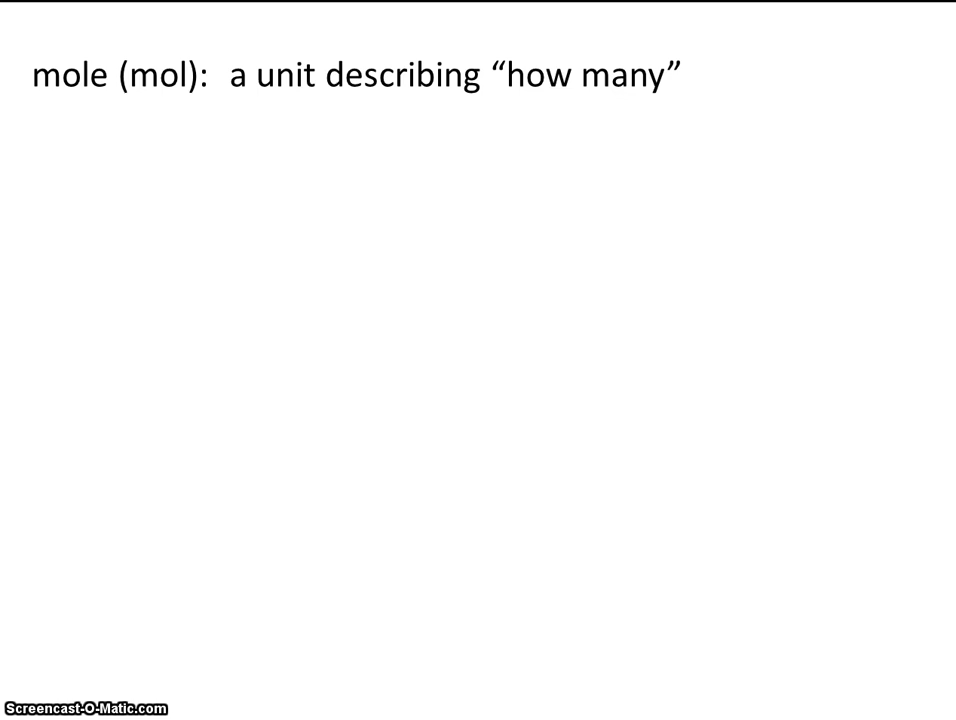 mole (mol): a unit describing “how many”
Screencast-O-Matic.com